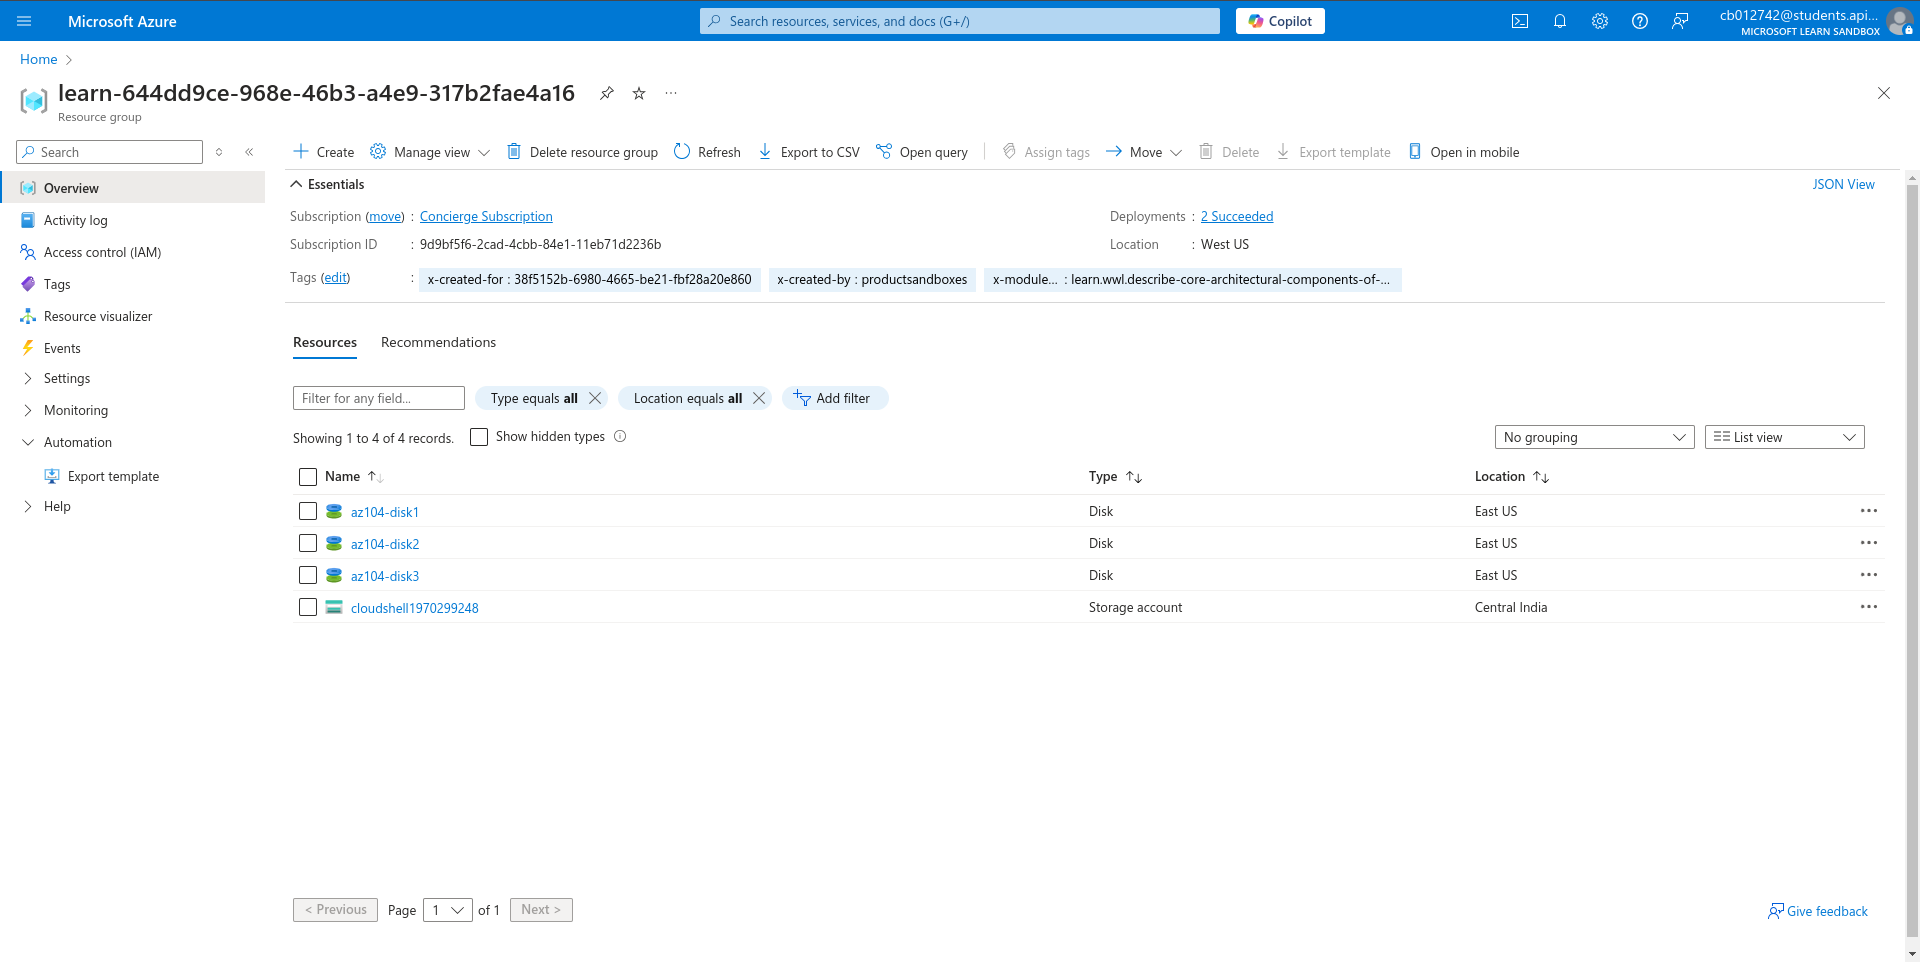 Microsoft Azure
Search resources, services, and docs (G+/)
Copilot
cb012742@students.api...
MICROSOFT LEARN SANDBOX
Home
learn-644dd9ce-968e-46b3-a4e9-317b2fae4a16
Resource group
Search
Create
Manage view
Delete resource group
Refresh
Export to CSV
Open query
Assign tags
Move
Delete
Export template
Open in mobile
Overview
Activity log
Access control (IAM)
Tags
Resource visualizer
Events
Settings
Monitoring
Automation
Export template
Help
Essentials
JSON View
Subscription (move) : Concierge Subscription
Deployments : 2 Succeeded
Subscription ID : 9d9bf5f6-2cad-4cbb-84e1-11eb71d2236b
Location : West US
Tags (edit) : x-created-for : 38f5152b-6980-4665-be21-fbf28a20e860 x-created-by : productsandboxes x-module... : learn.wwl.describe-core-architectural-components-of-...
Resources
Recommendations
Filter for any field...
Type equals all
Location equals all
Add filter
Showing 1 to 4 of 4 records.
Show hidden types
No grouping
List view
Name Type Location
az104-disk1 Disk East US
az104-disk2 Disk East US
az104-disk3 Disk East US
cloudshell1970299248 Storage account Central India
< Previous Page 1 of 1 Next >
Give feedback